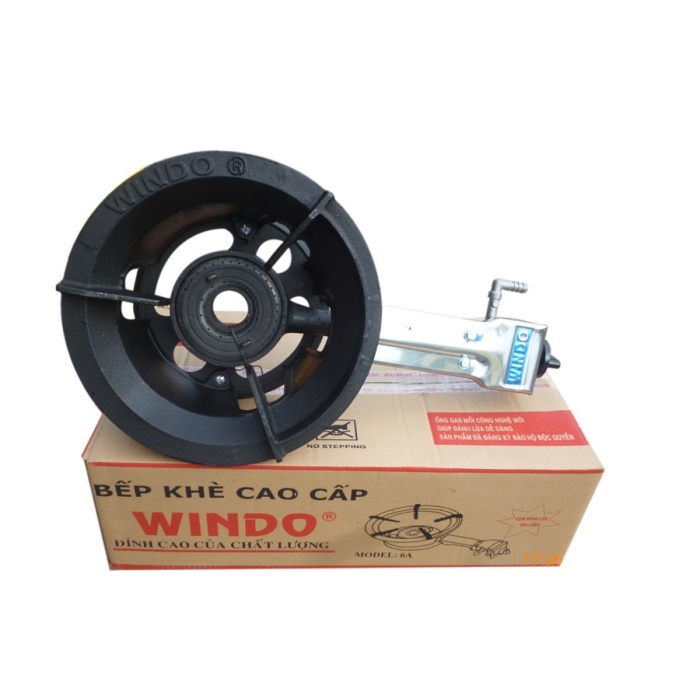 WINDO ®
WINDO
NO STEPPING
ỐNG GAS MỒI CÔNG NGHỆ MỚI
GIÚP ĐÁNH LỬA DỄ DÀNG
SẢN PHẨM ĐÃ ĐĂNG KÝ BẢO HỘ ĐỘC QUYỀN
BẾP KHÈ CAO CẤP
WINDO®
ĐỈNH CAO CỦA CHẤT LƯỢNG
MODEL: 6A